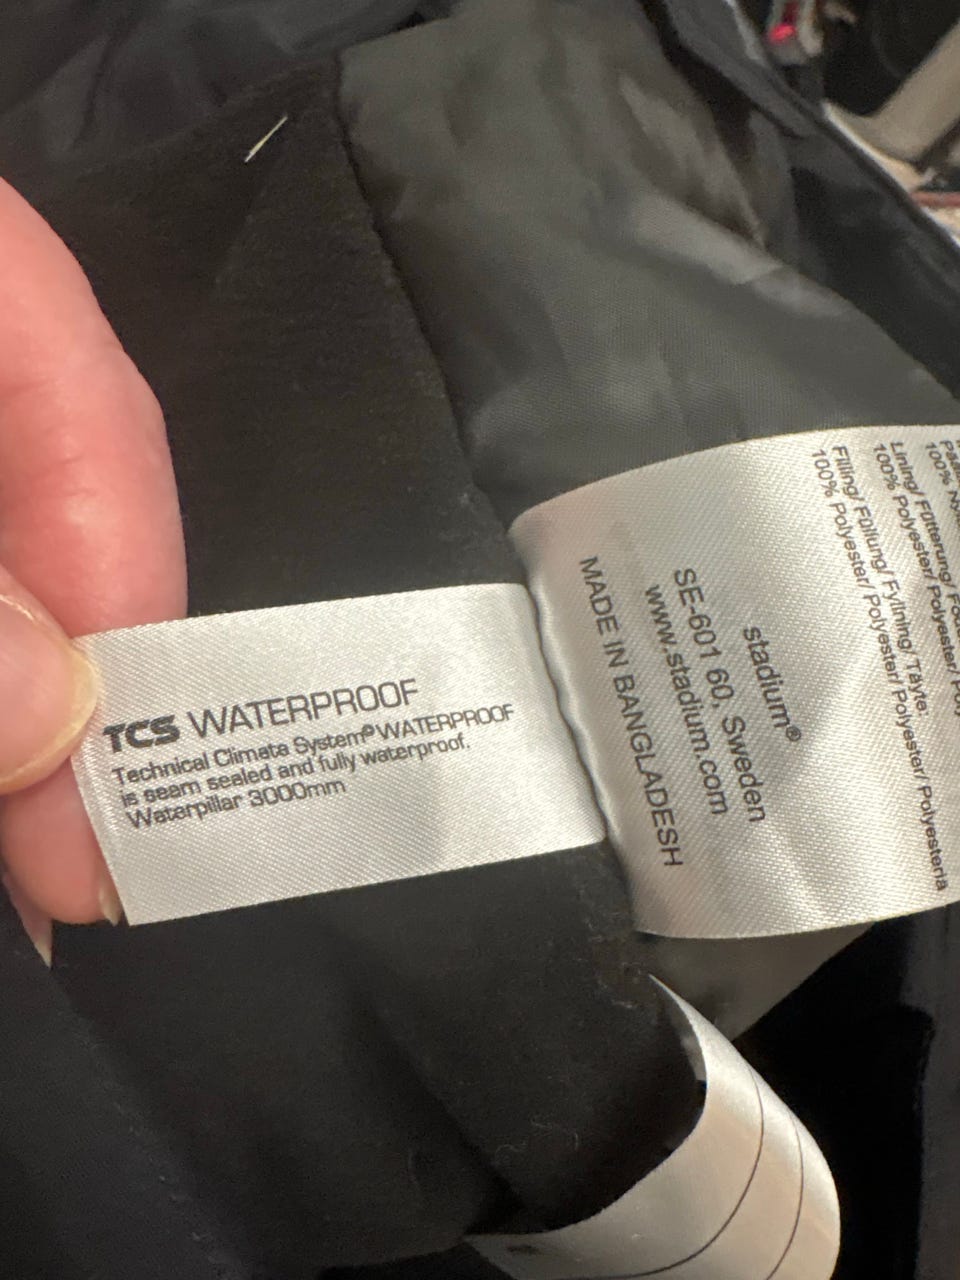 TCS WATERPROOF
Technical Climate System® WATERPROOF
is seam sealed and fully waterproof.
Waterpillar 3000mm
Lining/ Fütterung/
100% Polyester/ Polyester/
Filling/ Füllung/ Fyllning/ Täyte:
100% Polyester/ Polyester/ Polyester/ Polyesteria
stadium®
SE-601 60, Sweden
www.stadium.com
MADE IN BANGLADESH